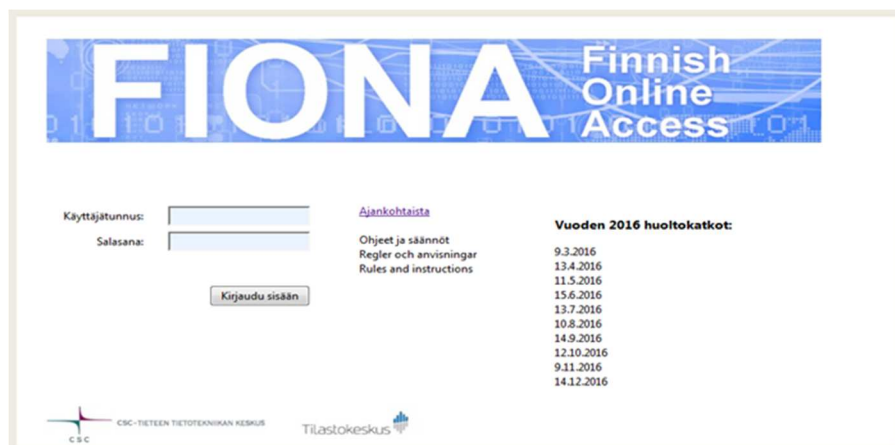 FIONA
Finnish
Online
Access
Käyttäjätunnus:
Salasana:
Kirjaudu sisään
Ajankohtaista
Ohjeet ja säännöt
Regler och anvisningar
Rules and instructions
Vuoden 2016 huoltokatkot:
9.3.2016
13.4.2016
11.5.2016
15.6.2016
13.7.2016
10.8.2016
14.9.2016
12.10.2016
9.11.2016
14.12.2016
CSC
CSC-TIETEEN TIETOTEKNIIKAN KESKUS
Tilastokeskus